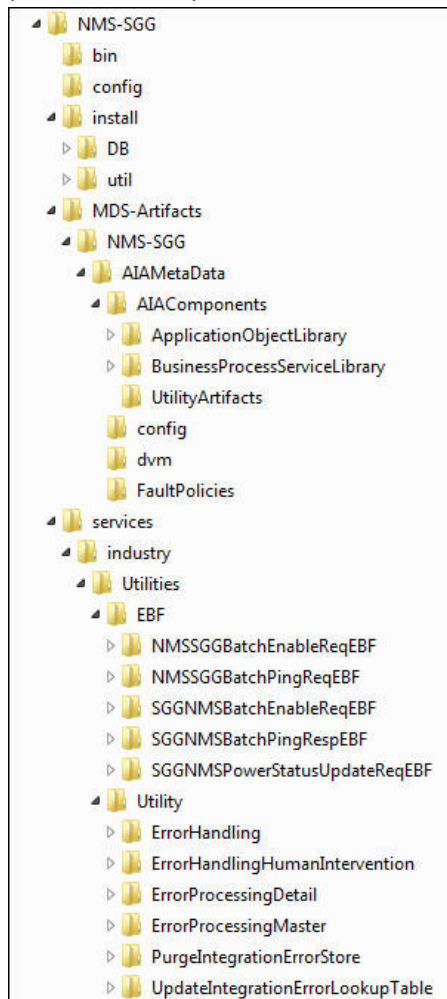 NMS-SGG
bin
config
install
DB
util
MDS-Artifacts
NMS-SGG
AIAMetaData
AIAComponents
ApplicationObjectLibrary
BusinessProcessServiceLibrary
UtilityArtifacts
config
dvm
FaultPolicies
services
industry
Utilities
EBF
NMSSGGBatchEnableReqEBF
NMSSGGBatchPingReqEBF
SGGNMSBatchEnableReqEBF
SGGNMSBatchPingRespEBF
SGGNMSPowerStatusUpdateReqEBF
Utility
ErrorHandling
ErrorHandlingHumanIntervention
ErrorProcessingDetail
ErrorProcessingMaster
PurgeIntegrationErrorStore
UpdateIntegrationErrorLookupTable